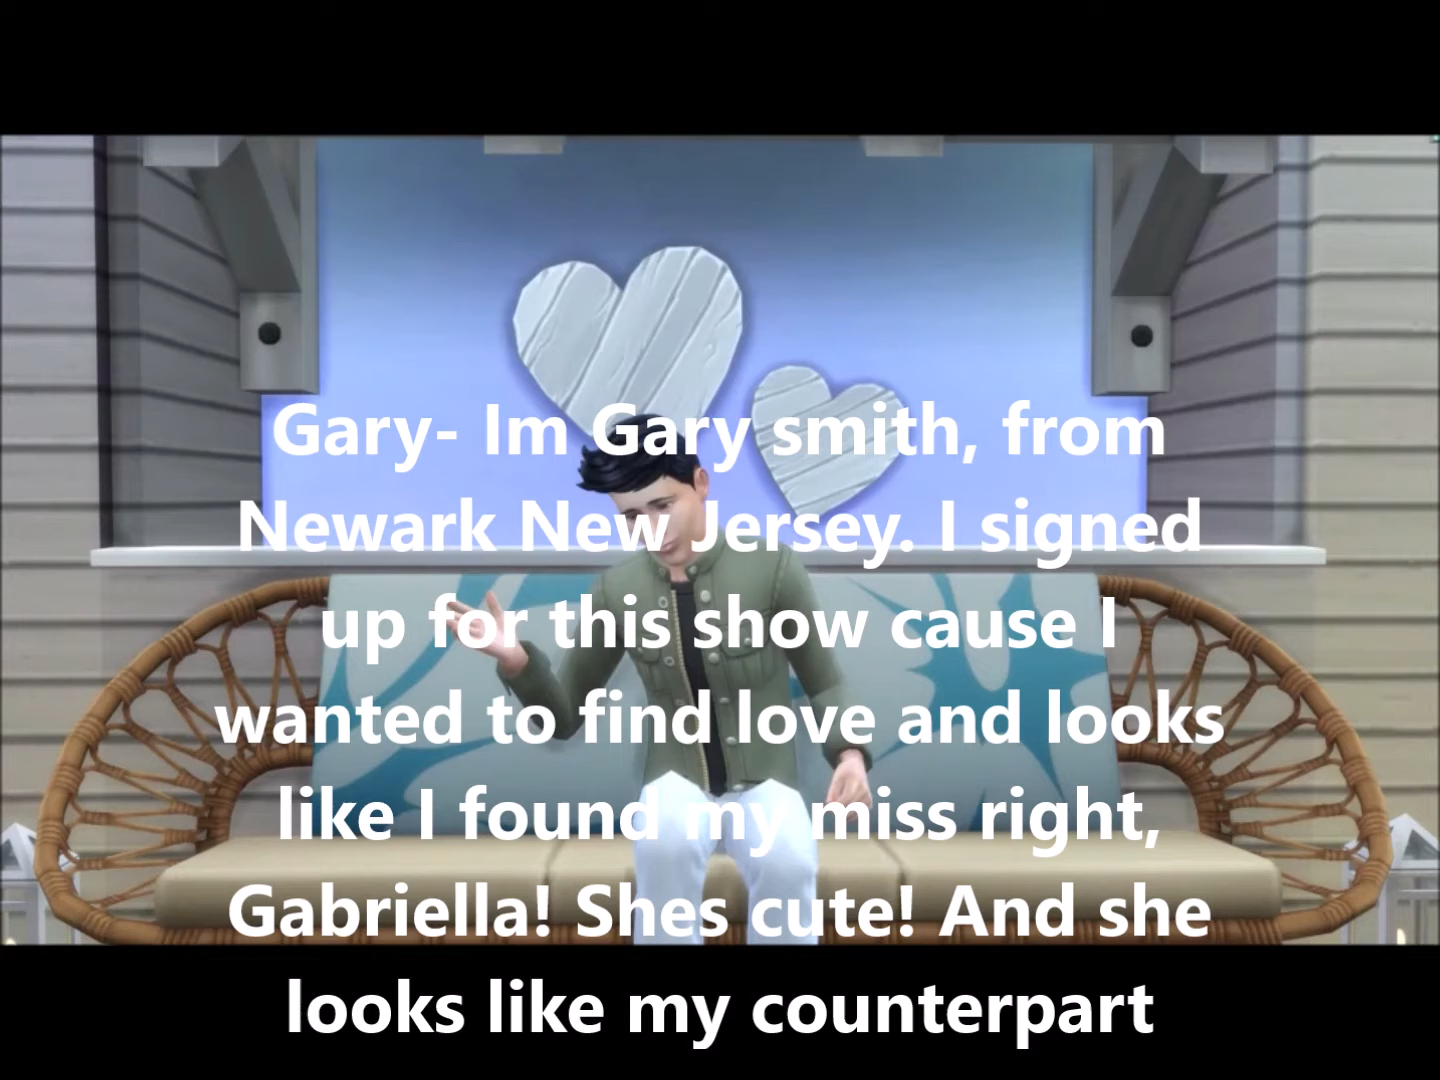 Gary- Im Gary smith, from
Newark New Jersey. I signed
up for this show cause I
wanted to find love and looks
like I found my miss right,
Gabriella! Shes cute! And she
looks like my counterpart